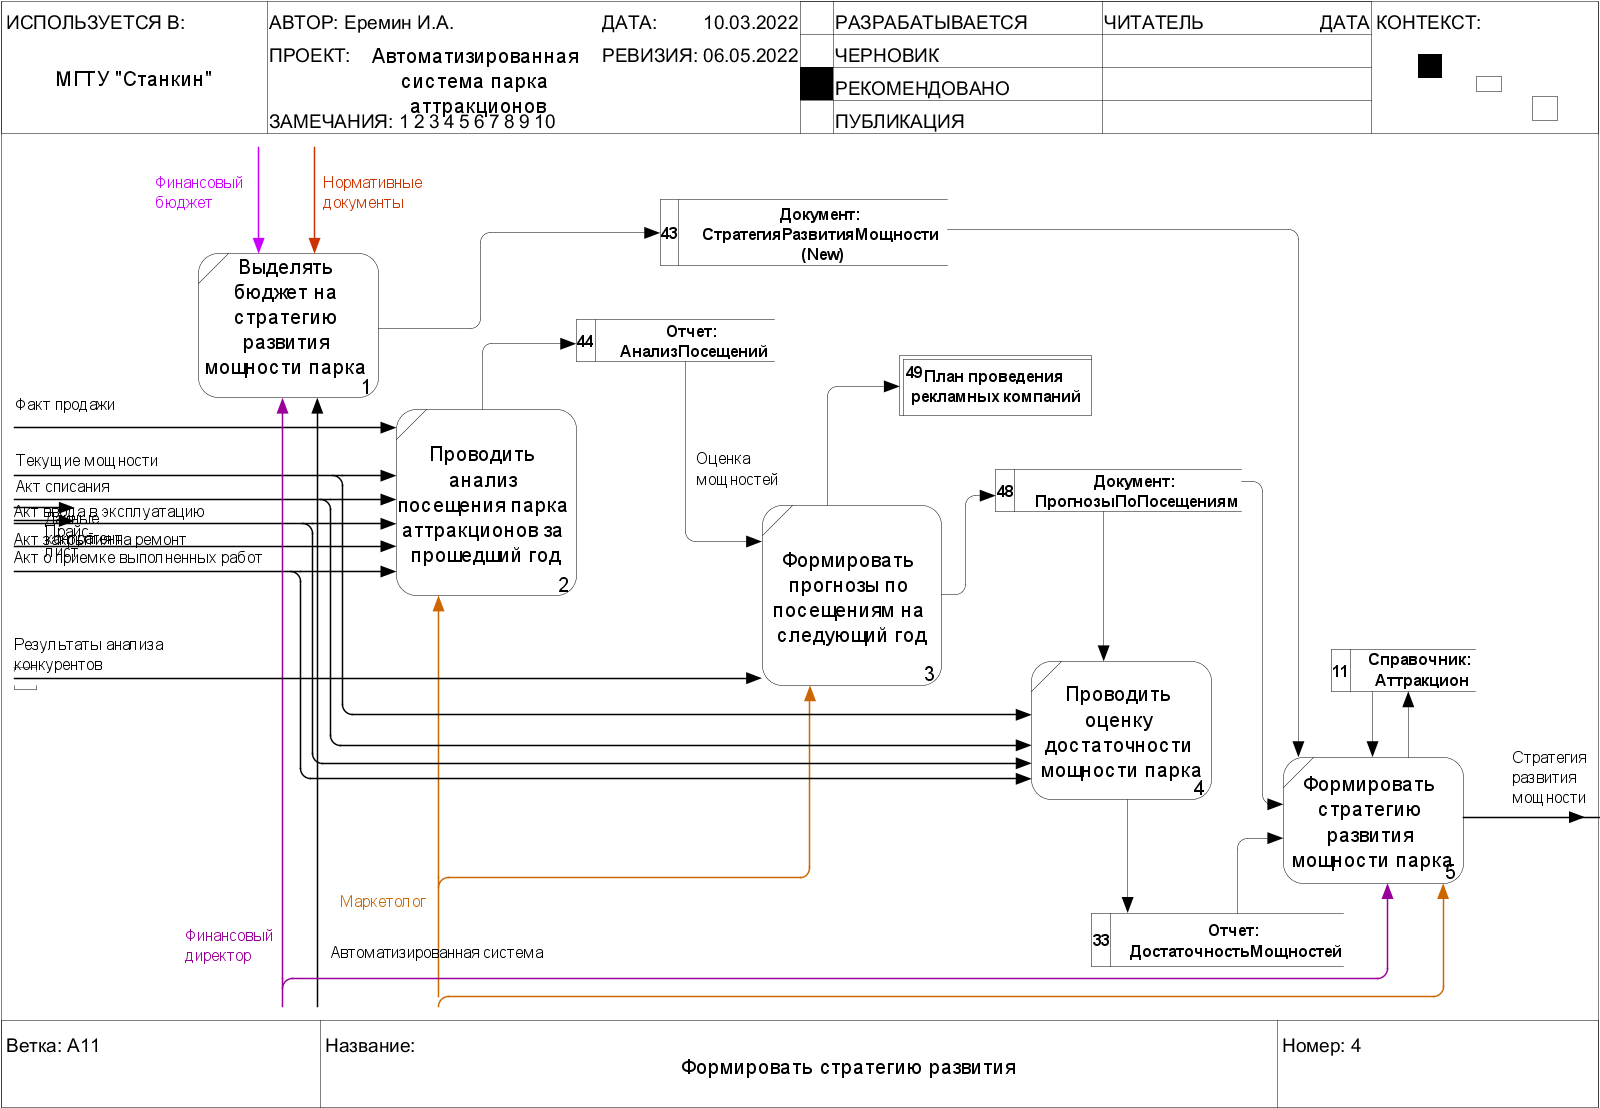 ИСПОЛЬЗУЕТСЯ В:
МГТУ "Станкин"
АВТОР: Еремин И.А.
ДАТА: 10.03.2022
ПРОЕКТ: Автоматизированная
система парка
аттракционов
РЕВИЗИЯ: 06.05.2022
ЗАМЕЧАНИЯ: 1 2 3 4 5 6 7 8 9 10
РАЗРАБАТЫВАЕТСЯ
ЧЕРНОВИК
РЕКОМЕНДОВАНО
ПУБЛИКАЦИЯ
ЧИТАТЕЛЬ
ДАТА
КОНТЕКСТ:
Финансовый
бюджет
Нормативные
документы
Выделять
бюджет на
стратегию
развития
мощности парка
1
43
Документ:
СтратегияРазвитияМощности
(New)
44
Отчет:
АнализПосещений
49
План проведения
рекламных компаний
Факт продажи
Текущие мощности
Акт списания
Акт ввода в эксплуатацию
Данные
Прайс-
лист
Акт закрытия на ремонт
Акт о приемке выполненных работ
Проводить
анализ
посещения парка
аттракционов за
прошедший год
2
Оценка
мощностей
48
Документ:
ПрогнозыПоПосещениям
Формировать
прогнозы по
посещениям на
следующий год
3
Результаты анализа
конкурентов
Проводить
оценку
достаточности
мощности парка
4
11
Справочник:
Аттракцион
Формировать
стратегию
развития
мощности парка
5
Стратегия
развития
мощности
33
Отчет:
ДостаточностьМощностей
Маркетолог
Финансовый
директор
Автоматизированная система
Ветка: A11
Название:
Формировать стратегию развития
Номер: 4